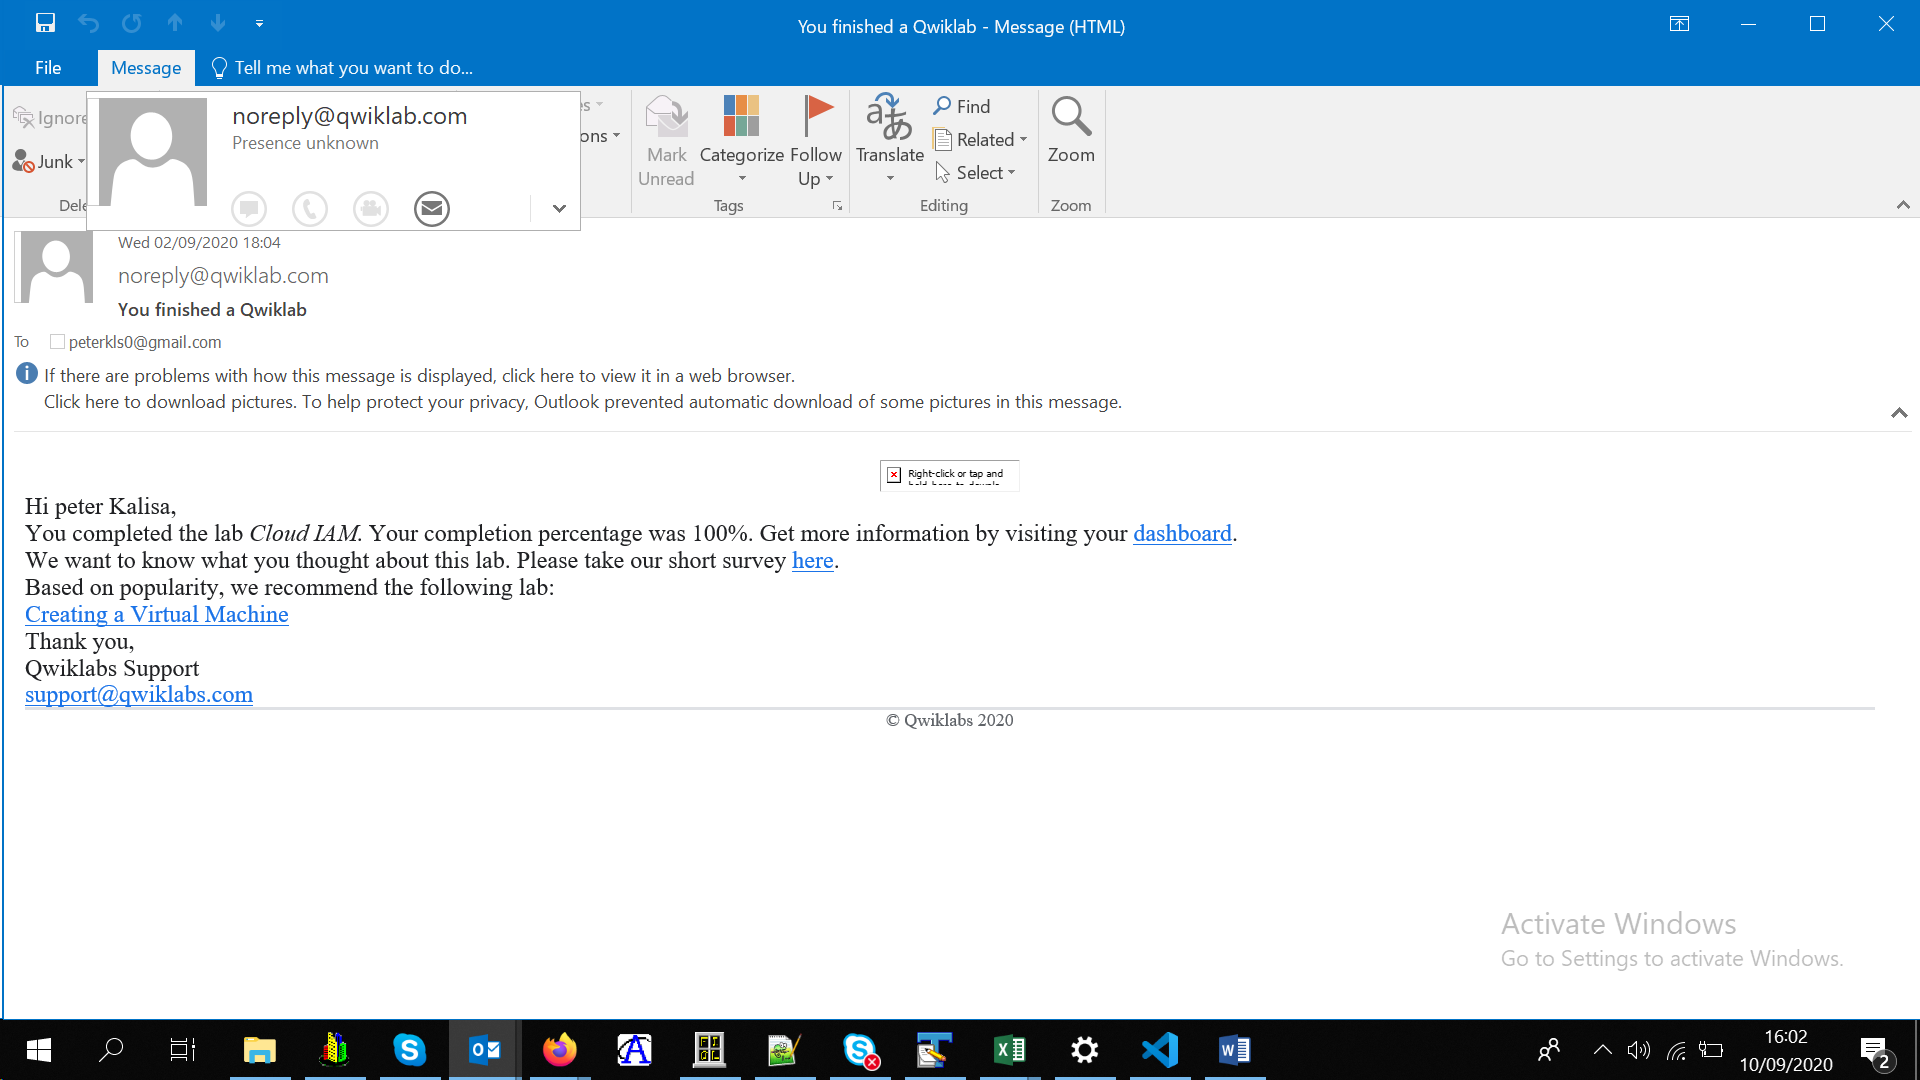 You finished a Qwiklab - Message (HTML)
File
Message
Tell me what you want to do...
Ignore
Junk
noreply@qwiklab.com
Presence unknown
Mark Unread
Categorize
Follow Up
Tags
Translate
Find
Related
Select
Editing
Zoom
Zoom
Wed 02/09/2020 18:04
noreply@qwiklab.com
You finished a Qwiklab
To peterkls0@gmail.com
If there are problems with how this message is displayed, click here to view it in a web browser.
Click here to download pictures. To help protect your privacy, Outlook prevented automatic download of some pictures in this message.
Right-click or tap and
Hi peter Kalisa,
You completed the lab Cloud IAM. Your completion percentage was 100%. Get more information by visiting your dashboard.
We want to know what you thought about this lab. Please take our short survey here.
Based on popularity, we recommend the following lab:
Creating a Virtual Machine
Thank you,
Qwiklabs Support
support@qwiklabs.com
© Qwiklabs 2020
Activate Windows
Go to Settings to activate Windows.
16:02
10/09/2020
2